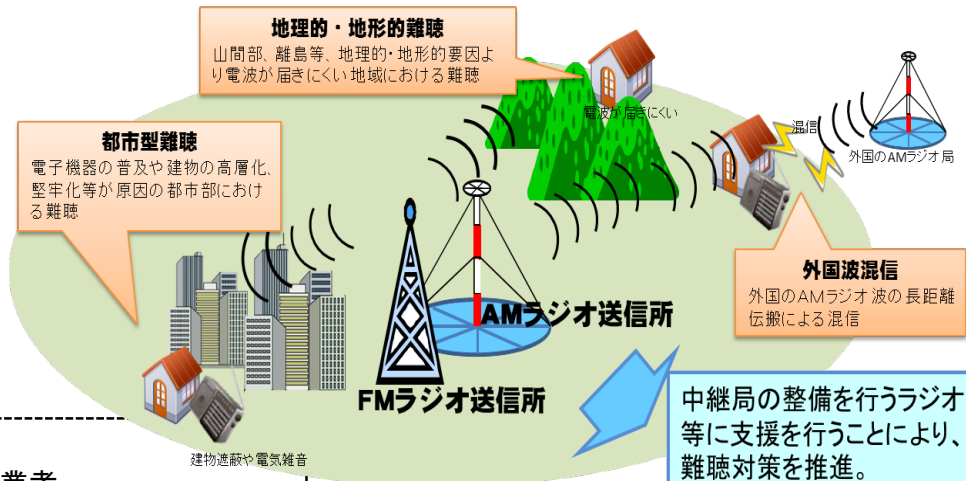 地理的・地形的難聴
山間部、離島等、地理的・地形的要因よ
り電波が届きにくい地域における難聴
電波が届きにくい
混信
外国のAMラジオ局
都市型難聴
電子機器の普及や建物の高層化、
堅牢化等が原因の都市部におけ
る難聴
外国波混信
外国のAMラジオ波の長距離
伝搬による混信
AMラジオ送信所
FMラジオ送信所
中継局の整備を行うラジオ
等に支援を行うことにより、
難聴対策を推進。
建物遮蔽や電気雑音
業者